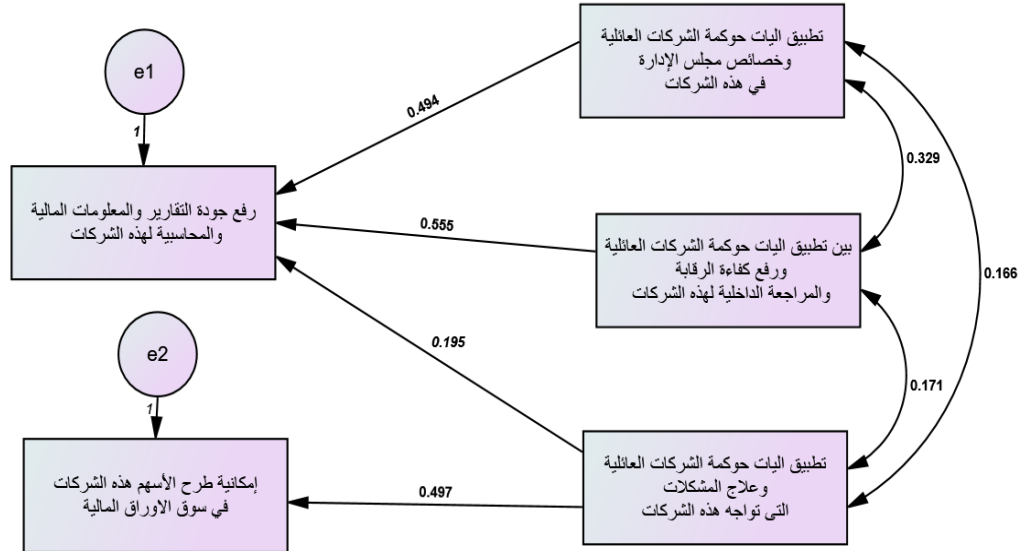 تطبيق اليات حوكمة الشركات العائلية
وخصائص مجلس الإدارة
في هذه الشركات
e1
1
0.494
0.329
رفع جودة التقارير والمعلومات المالية
والمحاسبية لهذه الشركات
0.555
بين تطبيق اليات حوكمة الشركات العائلية
ورفع كفاءة الرقابة
والمراجعة الداخلية لهذه الشركات
0.166
e2
1
0.195
0.171
إمكانية طرح الأسهم هذه الشركات
في سوق الاوراق المالية
0.497
تطبيق اليات حوكمة الشركات العائلية
وعلاج المشكلات
التى تواجه هذه الشركات